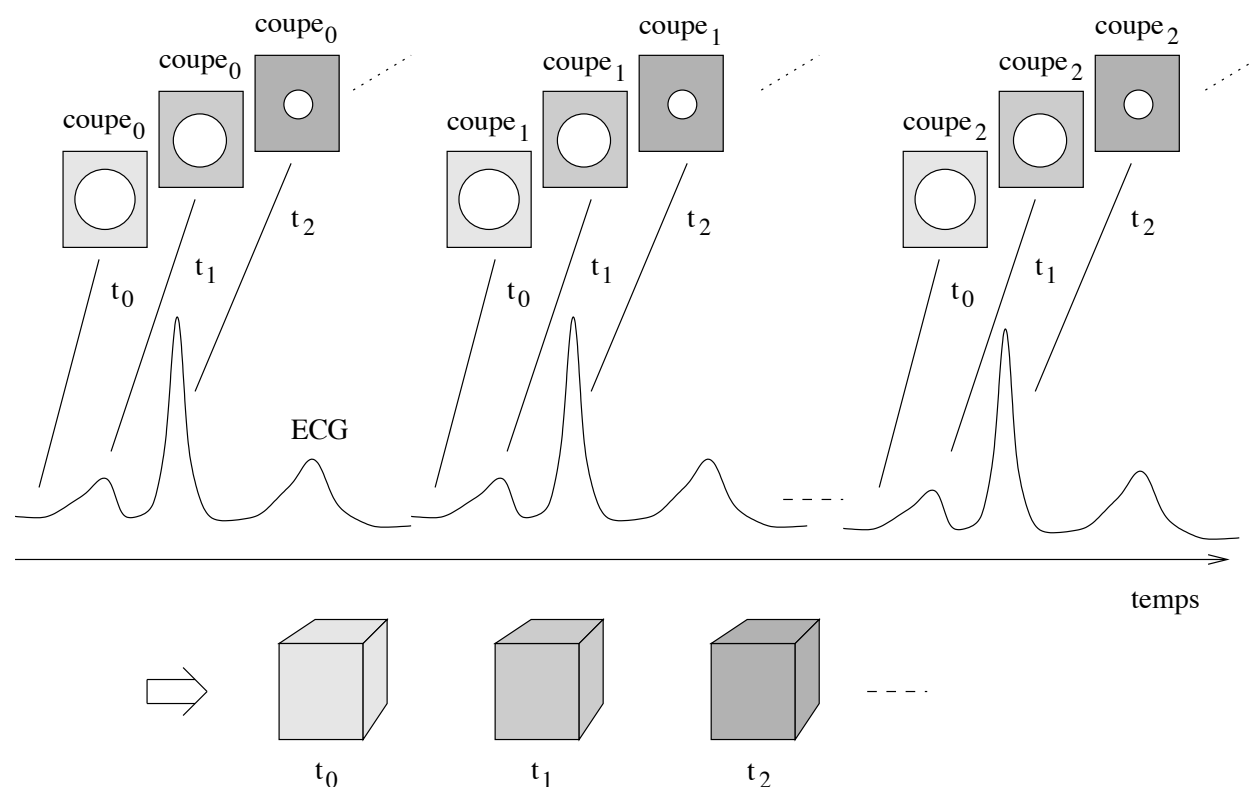 coupe₀
coupe₀
coupe₀
coupe₁
coupe₁
coupe₁
coupe₂
coupe₂
coupe₂
t₀
t₁
t₂
t₀
t₁
t₂
t₀
t₁
t₂
ECG
temps
t₀
t₁
t₂